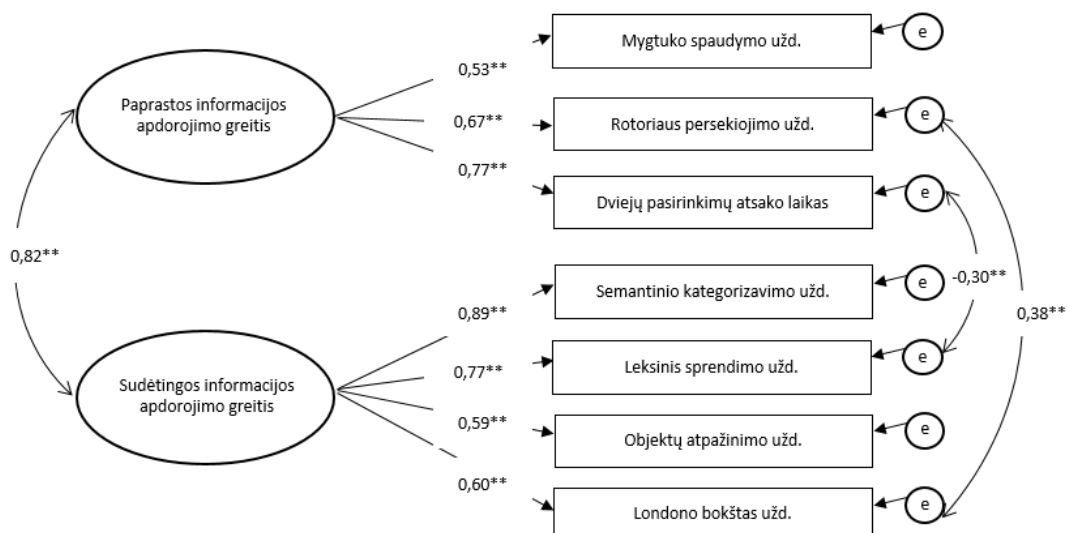 Mygtuko spaudymo užd.
e
0,53**
Paprastos informacijos
apdorojimo greitis
0,67**
Rotoriaus persekiojimo užd.
e
0,77**
Dviejų pasirinkimų atsako laikas
e
0,82**
-0,30**
0,38**
Semantinio kategorizavimo užd.
e
0,89**
Sudėtingos informacijos
apdorojimo greitis
0,77**
Leksinis sprendimo užd.
e
0,59**
Objektų atpažinimo užd.
e
0,60**
Londono bokštas užd.
e